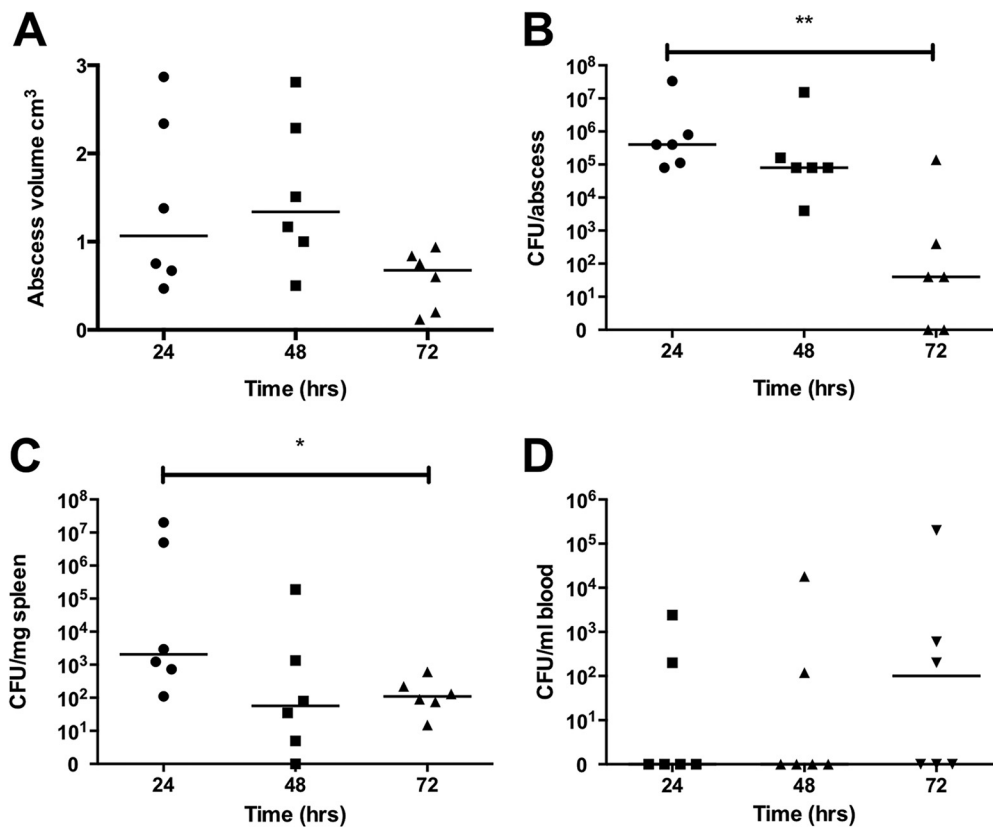 A
Abscess volume cm³
3
2
1
0
24 48 72
Time (hrs)
B
**
CFU/abscess
10⁸
10⁷
10⁶
10⁵
10⁴
10³
10²
10¹
0
24 48 72
Time (hrs)
C
*
CFU/mg spleen
10⁸
10⁷
10⁶
10⁵
10⁴
10³
10²
10¹
0
24 48 72
Time (hrs)
D
CFU/ml blood
10⁶
10⁵
10⁴
10³
10²
10¹
0
24 48 72
Time (hrs)